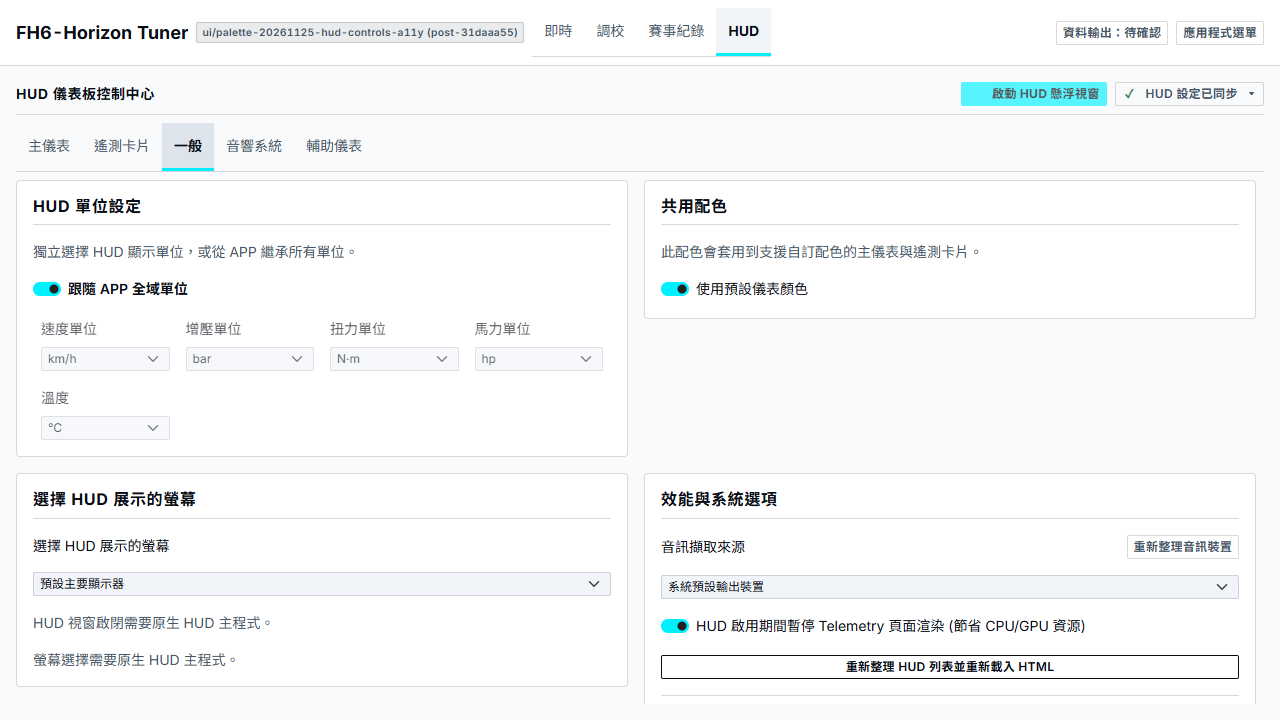 FH6-Horizon Tuner
ui/palette-20261125-hud-controls-a11y (post-31daaa55)
即時
調校
賽事紀錄
HUD
資料輸出：待確認
應用程式選單
HUD 儀表板控制中心
啟動 HUD 懸浮視窗
✓ HUD 設定已同步
主儀表
遙測卡片
一般
音響系統
輔助儀表
HUD 單位設定
獨立選擇 HUD 顯示單位，或從 APP 繼承所有單位。
跟隨 APP 全域單位
速度單位
增壓單位
扭力單位
馬力單位
km/h
bar
N·m
hp
溫度
°C
共用配色
此配色會套用到支援自訂配色的主儀表與遙測卡片。
使用預設儀表顏色
選擇 HUD 展示的螢幕
選擇 HUD 展示的螢幕
預設主要顯示器
HUD 視窗啟閉需要原生 HUD 主程式。
螢幕選擇需要原生 HUD 主程式。
效能與系統選項
音訊擷取來源
重新整理音訊裝置
系統預設輸出裝置
HUD 啟用期間暫停 Telemetry 頁面渲染 (節省 CPU/GPU 資源)
重新整理 HUD 列表並重新載入 HTML